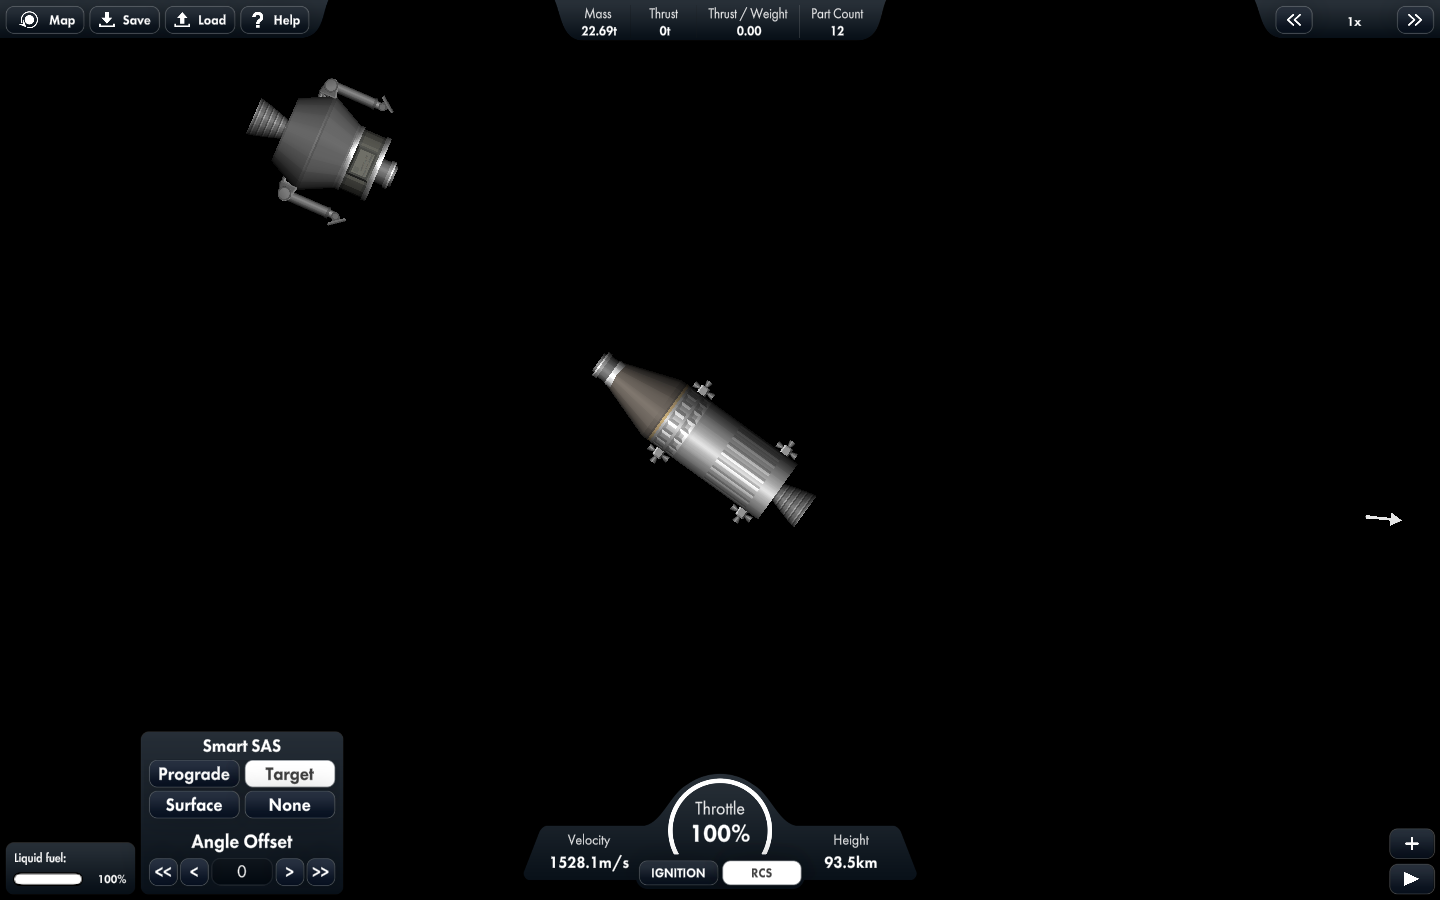 Map
Save
Load
Help
Mass
22.69t
Thrust
0t
Thrust / Weight
0.00
Part Count
12
1x
Smart SAS
Prograde
Target
Surface
None
Angle Offset
<<
<
0
>
>>
Liquid fuel:
100%
Throttle
100%
Velocity
1528.1m/s
Height
93.5km
IGNITION
RCS